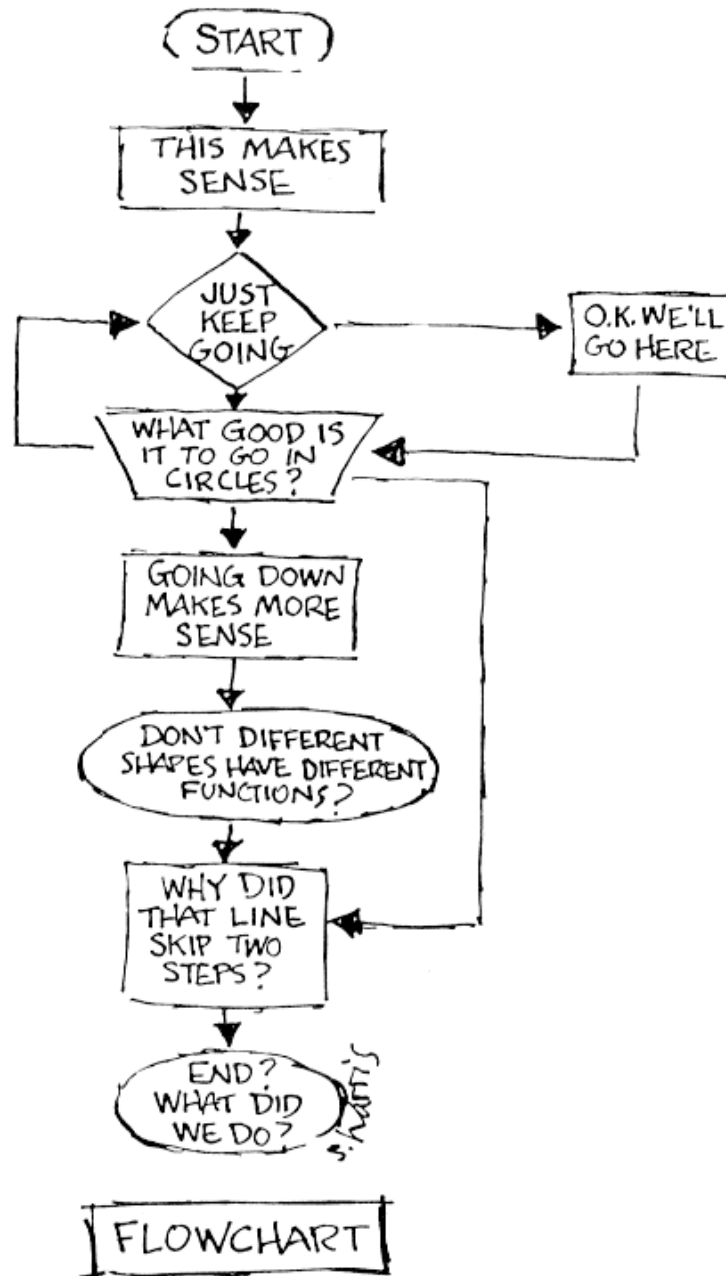 START
THIS MAKES
SENSE
JUST
KEEP
GOING
O.K. WE'LL
GO HERE
WHAT GOOD IS
IT TO GO IN
CIRCLES?
GOING DOWN
MAKES MORE
SENSE
DON'T DIFFERENT
SHAPES HAVE DIFFERENT
FUNCTIONS?
WHY DID
THAT LINE
SKIP TWO
STEPS?
END?
WHAT DID
WE DO?
S. Harris
FLOWCHART